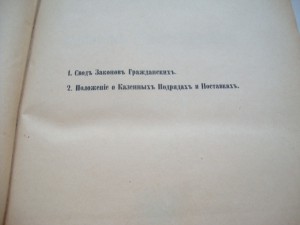 1. Сводъ Законовъ Гражданскихъ.
2. Положеніе о Казенныхъ Подрядахъ и Поставкахъ.